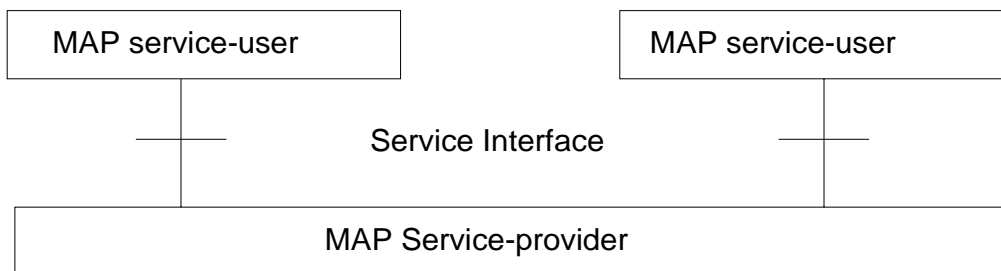 MAP service-user
MAP service-user
Service Interface
MAP Service-provider